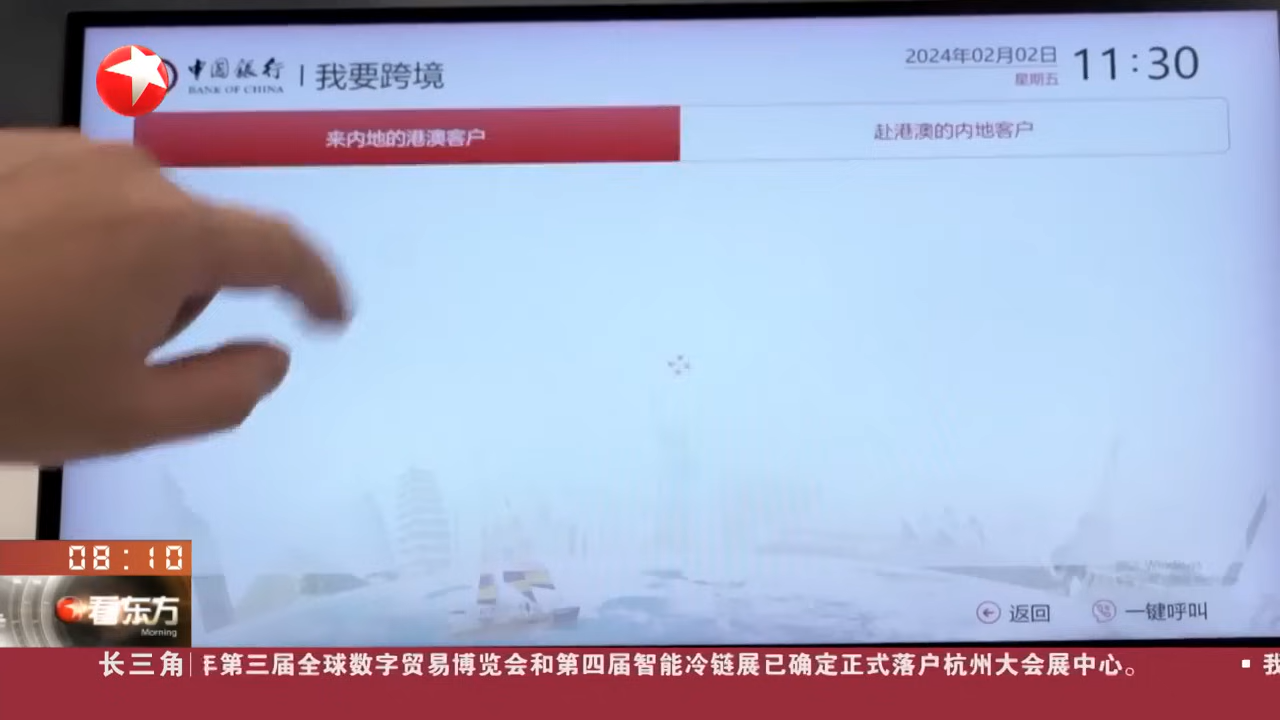 中国银行
BANK OF CHINA
我要跨境
2024年02月02日
星期五
11:30
来内地的港澳客户
赴港澳的内地客户
返回
一键呼叫
08:10
看东方
Morning
长三角
年第三届全球数字贸易博览会和第四届智能冷链展已确定正式落户杭州大会展中心。
▪ 我